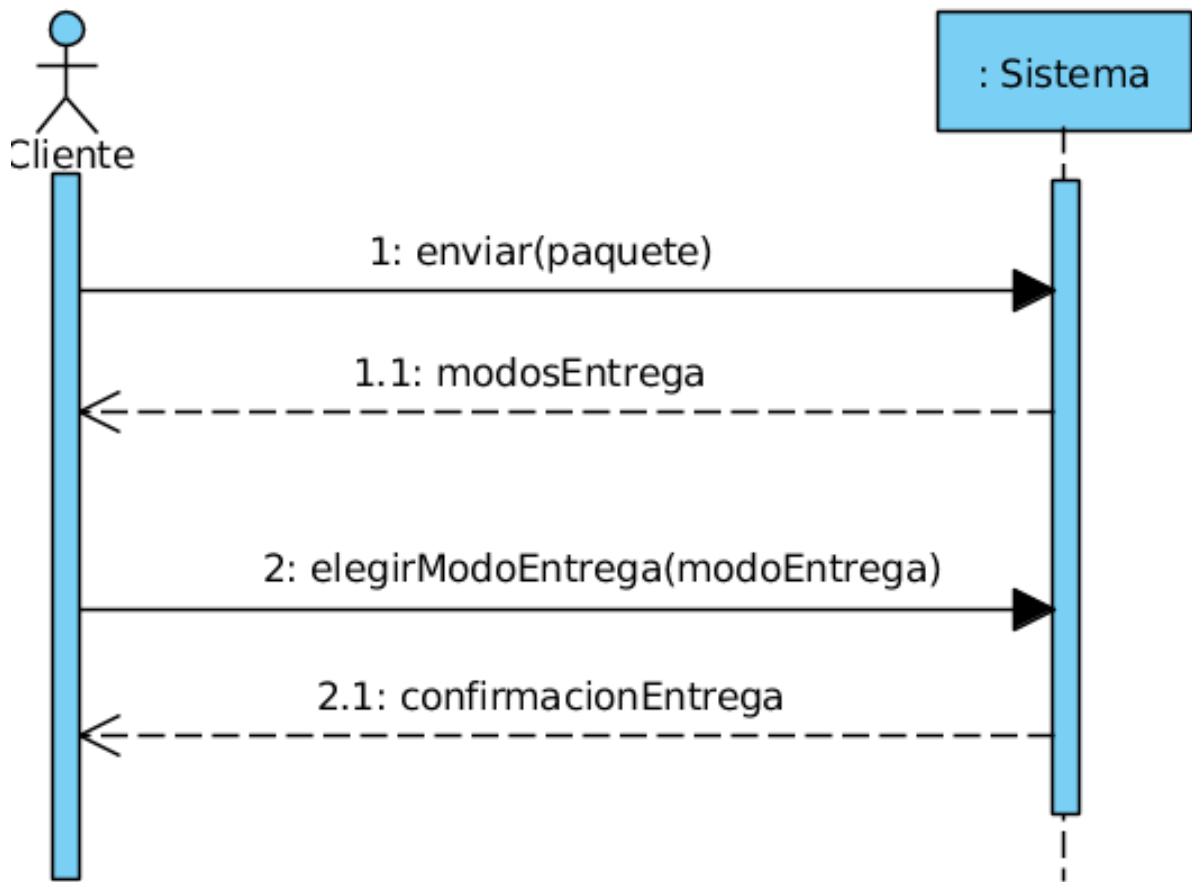 : Sistema
Cliente
1: enviar(paquete)
1.1: modosEntrega
2: elegirModoEntrega(modoEntrega)
2.1: confirmacionEntrega